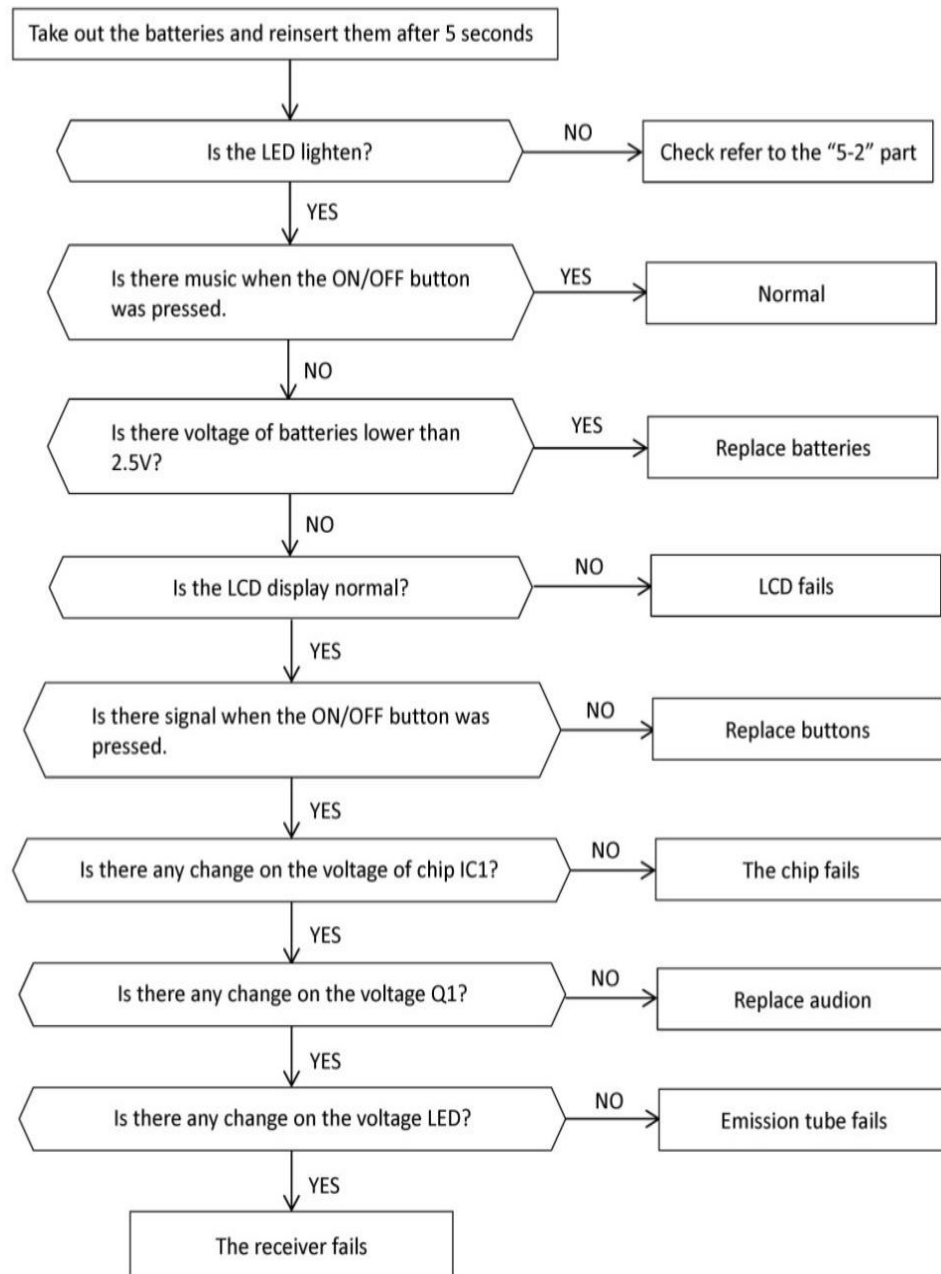 Take out the batteries and reinsert them after 5 seconds
Is the LED lighten?
NO
Check refer to the “5-2” part
YES
Is there music when the ON/OFF button
was pressed.
YES
Normal
NO
Is there voltage of batteries lower than
2.5V?
YES
Replace batteries
NO
Is the LCD display normal?
NO
LCD fails
YES
Is there signal when the ON/OFF button was
pressed.
NO
Replace buttons
YES
Is there any change on the voltage of chip IC1?
NO
The chip fails
YES
Is there any change on the voltage Q1?
NO
Replace audion
YES
Is there any change on the voltage LED?
NO
Emission tube fails
YES
The receiver fails